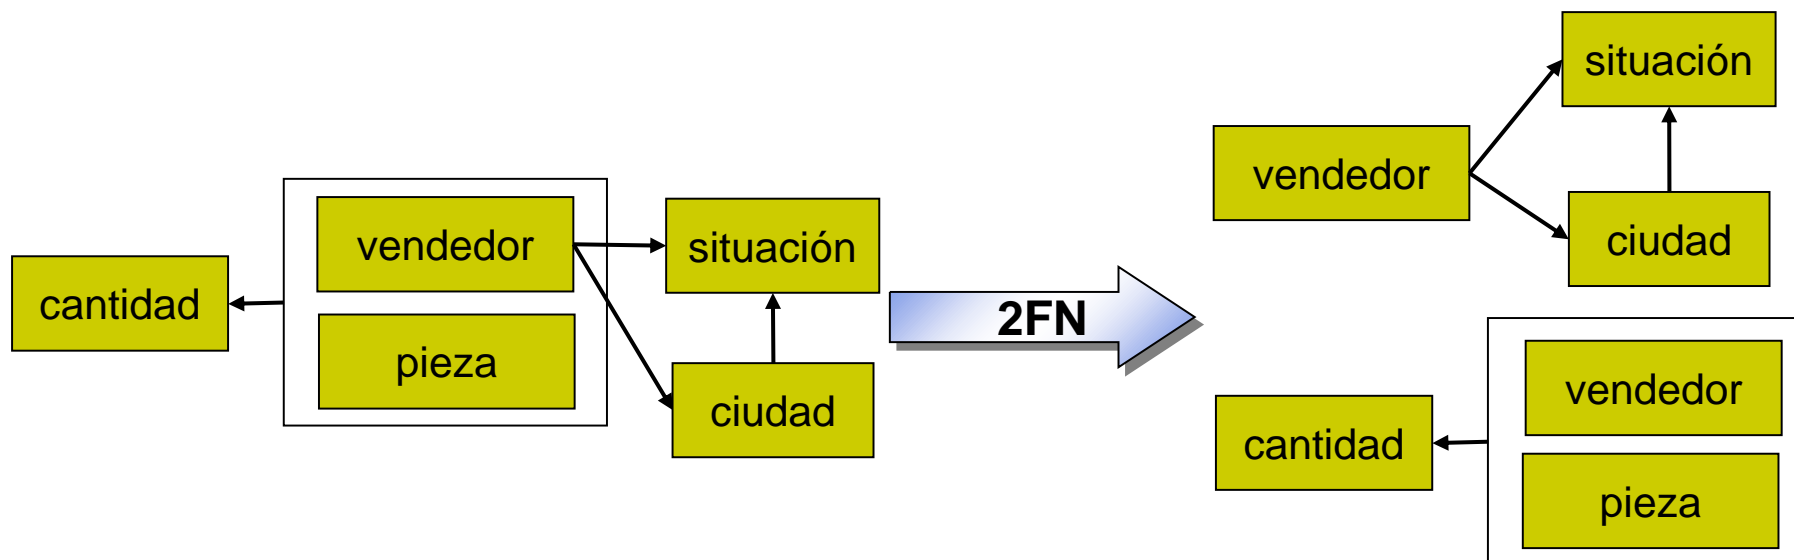 cantidad
vendedor
pieza
situación
ciudad
2FN
vendedor
situación
ciudad
cantidad
vendedor
pieza